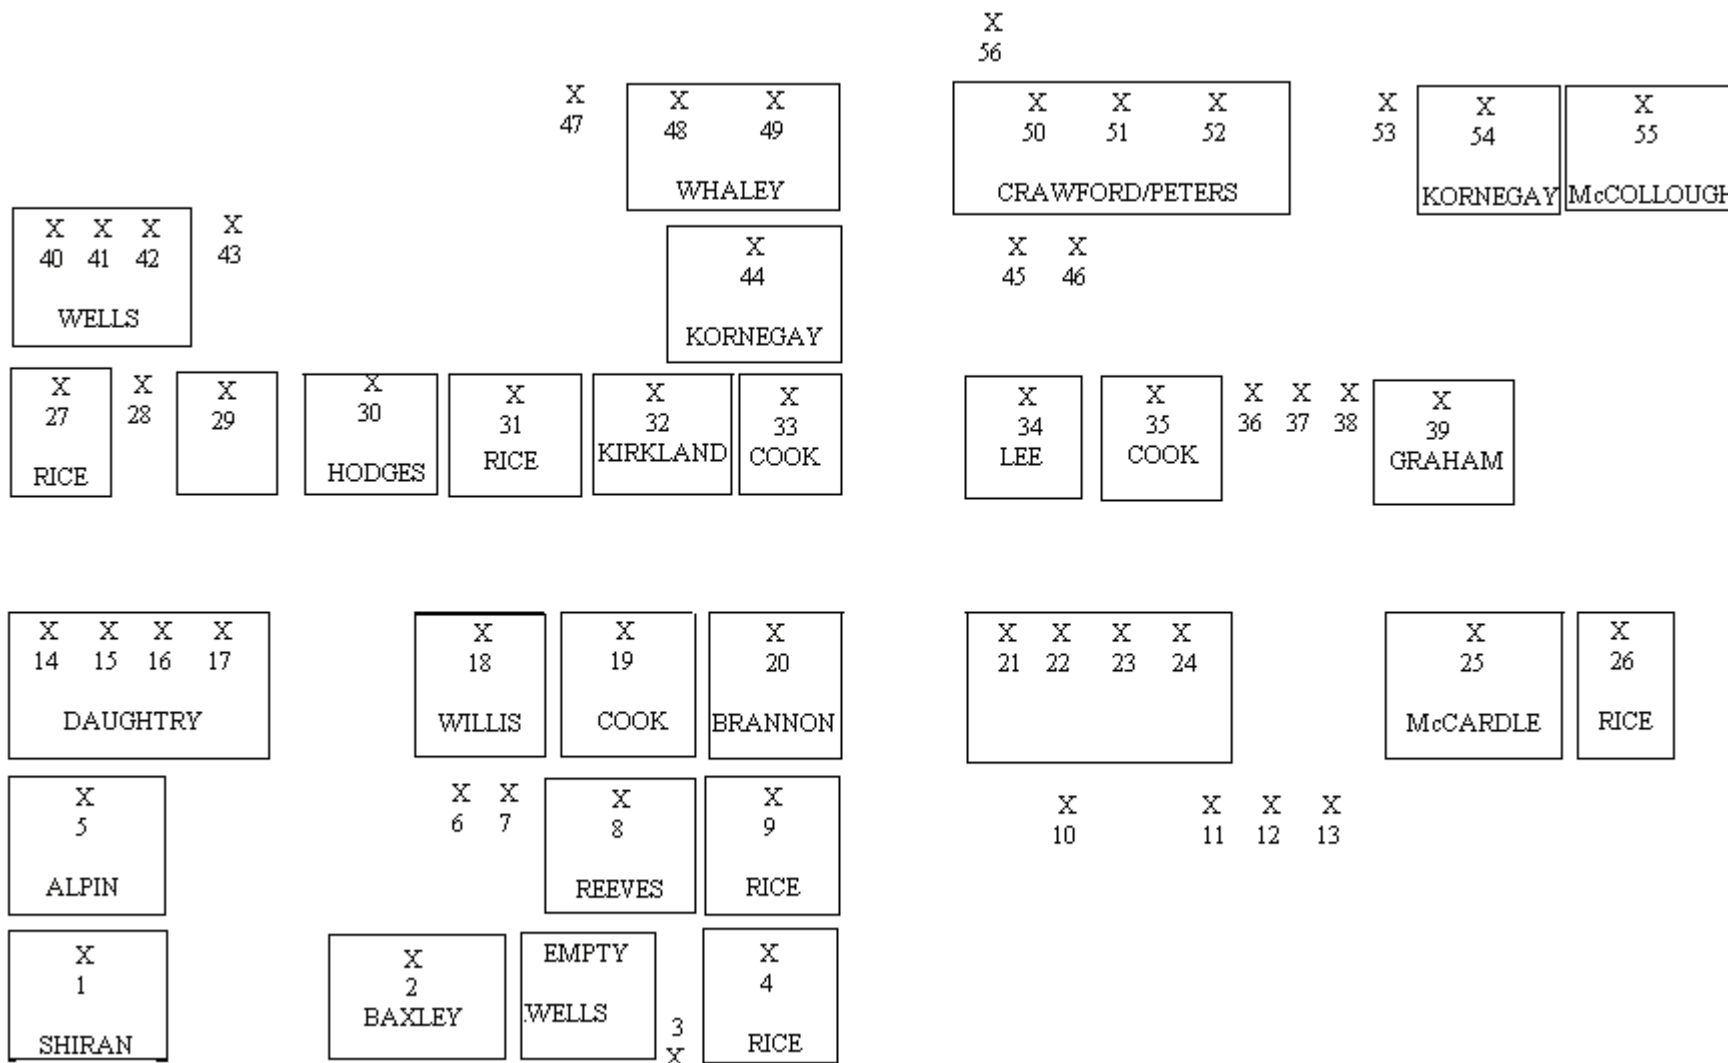 X
56
X X X X X X X X X
47 48 49 50 51 52 53 54 55
WHALEY CRAWFORD/PETERS KORNEGAY McCOLLOUGH
X X X X X X X
40 41 42 43 44 45 46
WELLS KORNEGAY
X X X X X X X X X X X X X
27 28 29 30 31 32 33 34 35 36 37 38 39
RICE HODGES RICE KIRKLAND COOK LEE COOK GRAHAM
X X X X X X X X X X X X X
14 15 16 17 18 19 20 21 22 23 24 25 26
DAUGHTRY WILLIS COOK BRANNON McCARDLE RICE
X X X X X X X X X
5 6 7 8 9 10 11 12 13
ALPIN REEVES RICE
X X EMPTY X
1 2 4
BAXLEY .WELLS 3
SHIRAN X RICE